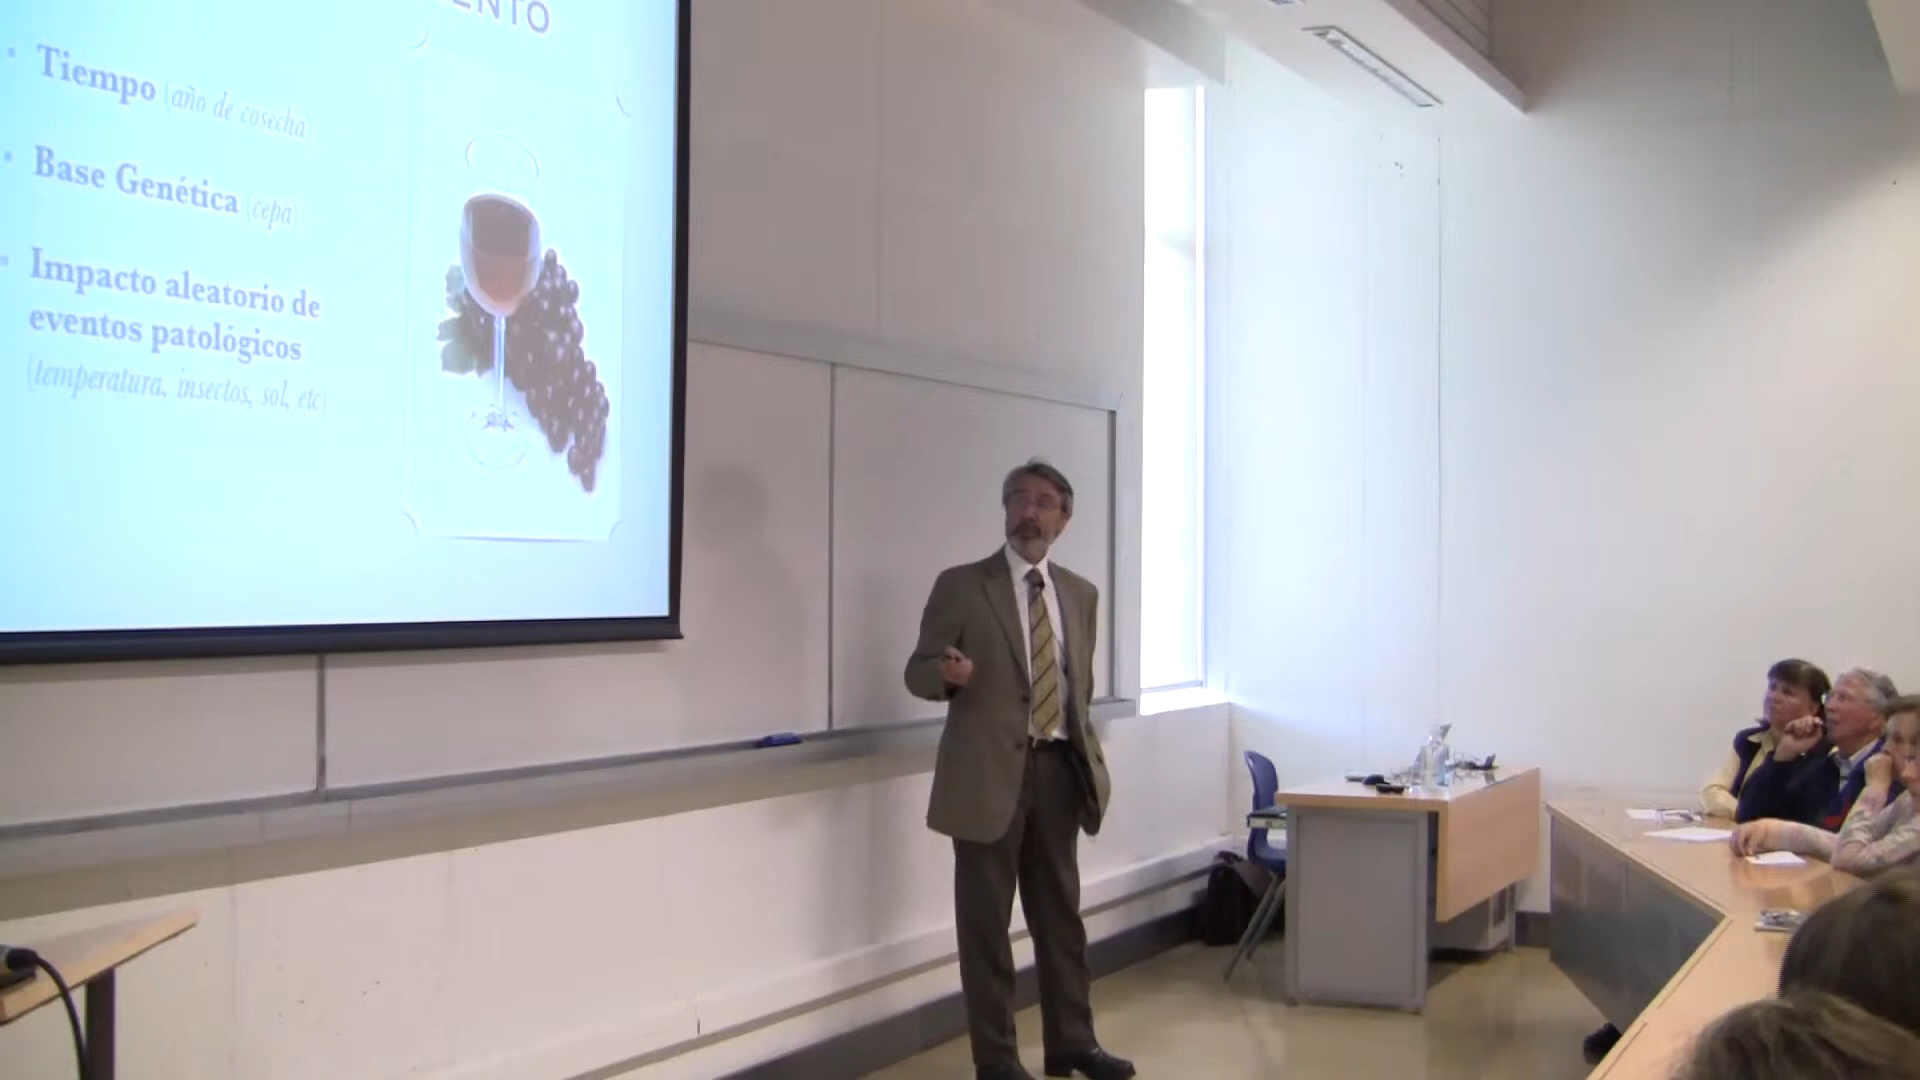 ENTO
• Tiempo (año de cosecha)
• Base Genética (cepa)
• Impacto aleatorio de
eventos patológicos
(temperatura, insectos, sol, etc)